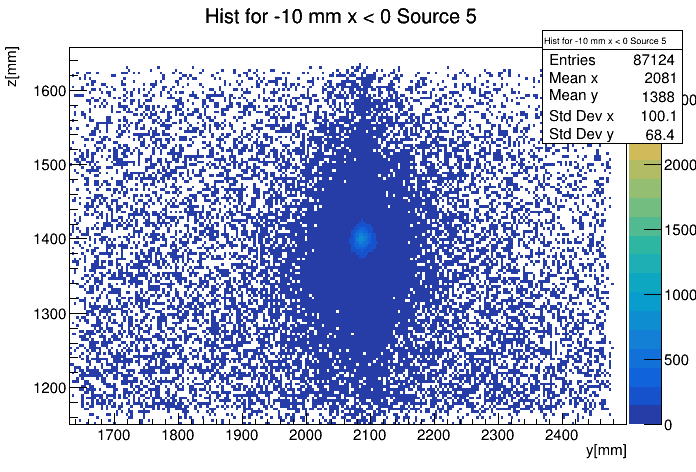 Hist for -10 mm x < 0 Source 5
z[mm]
Hist for -10 mm x < 0 Source 5
Entries 87124
Mean x 2081
Mean y 1388
Std Dev x 100.1
Std Dev y 68.4
1600
1500
1400
1300
1200
1700 1800 1900 2000 2100 2200 2300 2400
y[mm]
2000
1500
1000
500
0